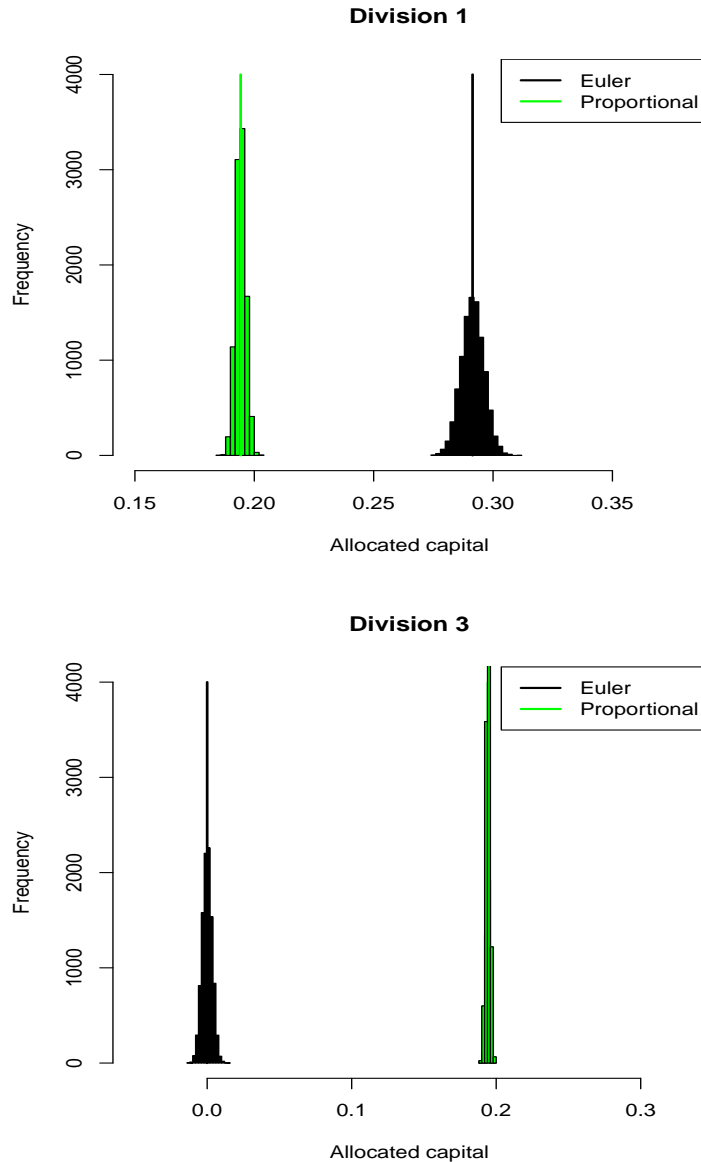 Division 1
Euler
Proportional
Frequency
4000
3000
2000
1000
0
0.15 0.20 0.25 0.30 0.35
Allocated capital
Division 3
Euler
Proportional
Frequency
4000
3000
2000
1000
0
0.0 0.1 0.2 0.3
Allocated capital